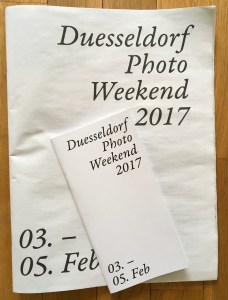 Duesseldorf
Photo
Weekend
2017
03. –
05. Feb
Duesseldorf
Photo
Weekend
2017
03. –
05. Feb